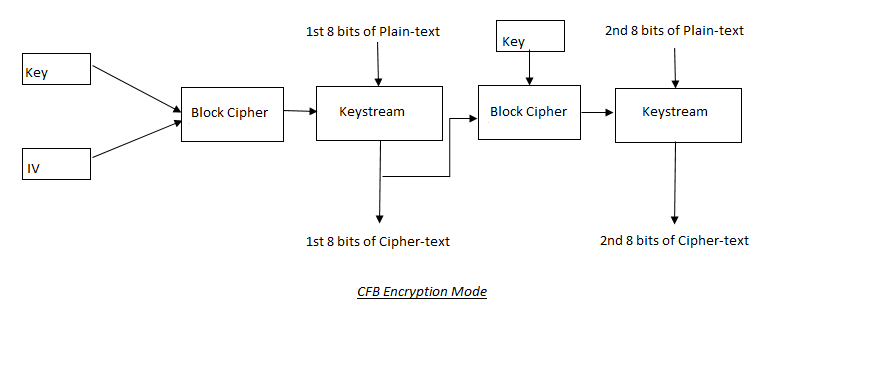 1st 8 bits of Plain-text
Key
2nd 8 bits of Plain-text
Key
Block Cipher
Keystream
Block Cipher
Keystream
IV
1st 8 bits of Cipher-text
2nd 8 bits of Cipher-text
CFB Encryption Mode